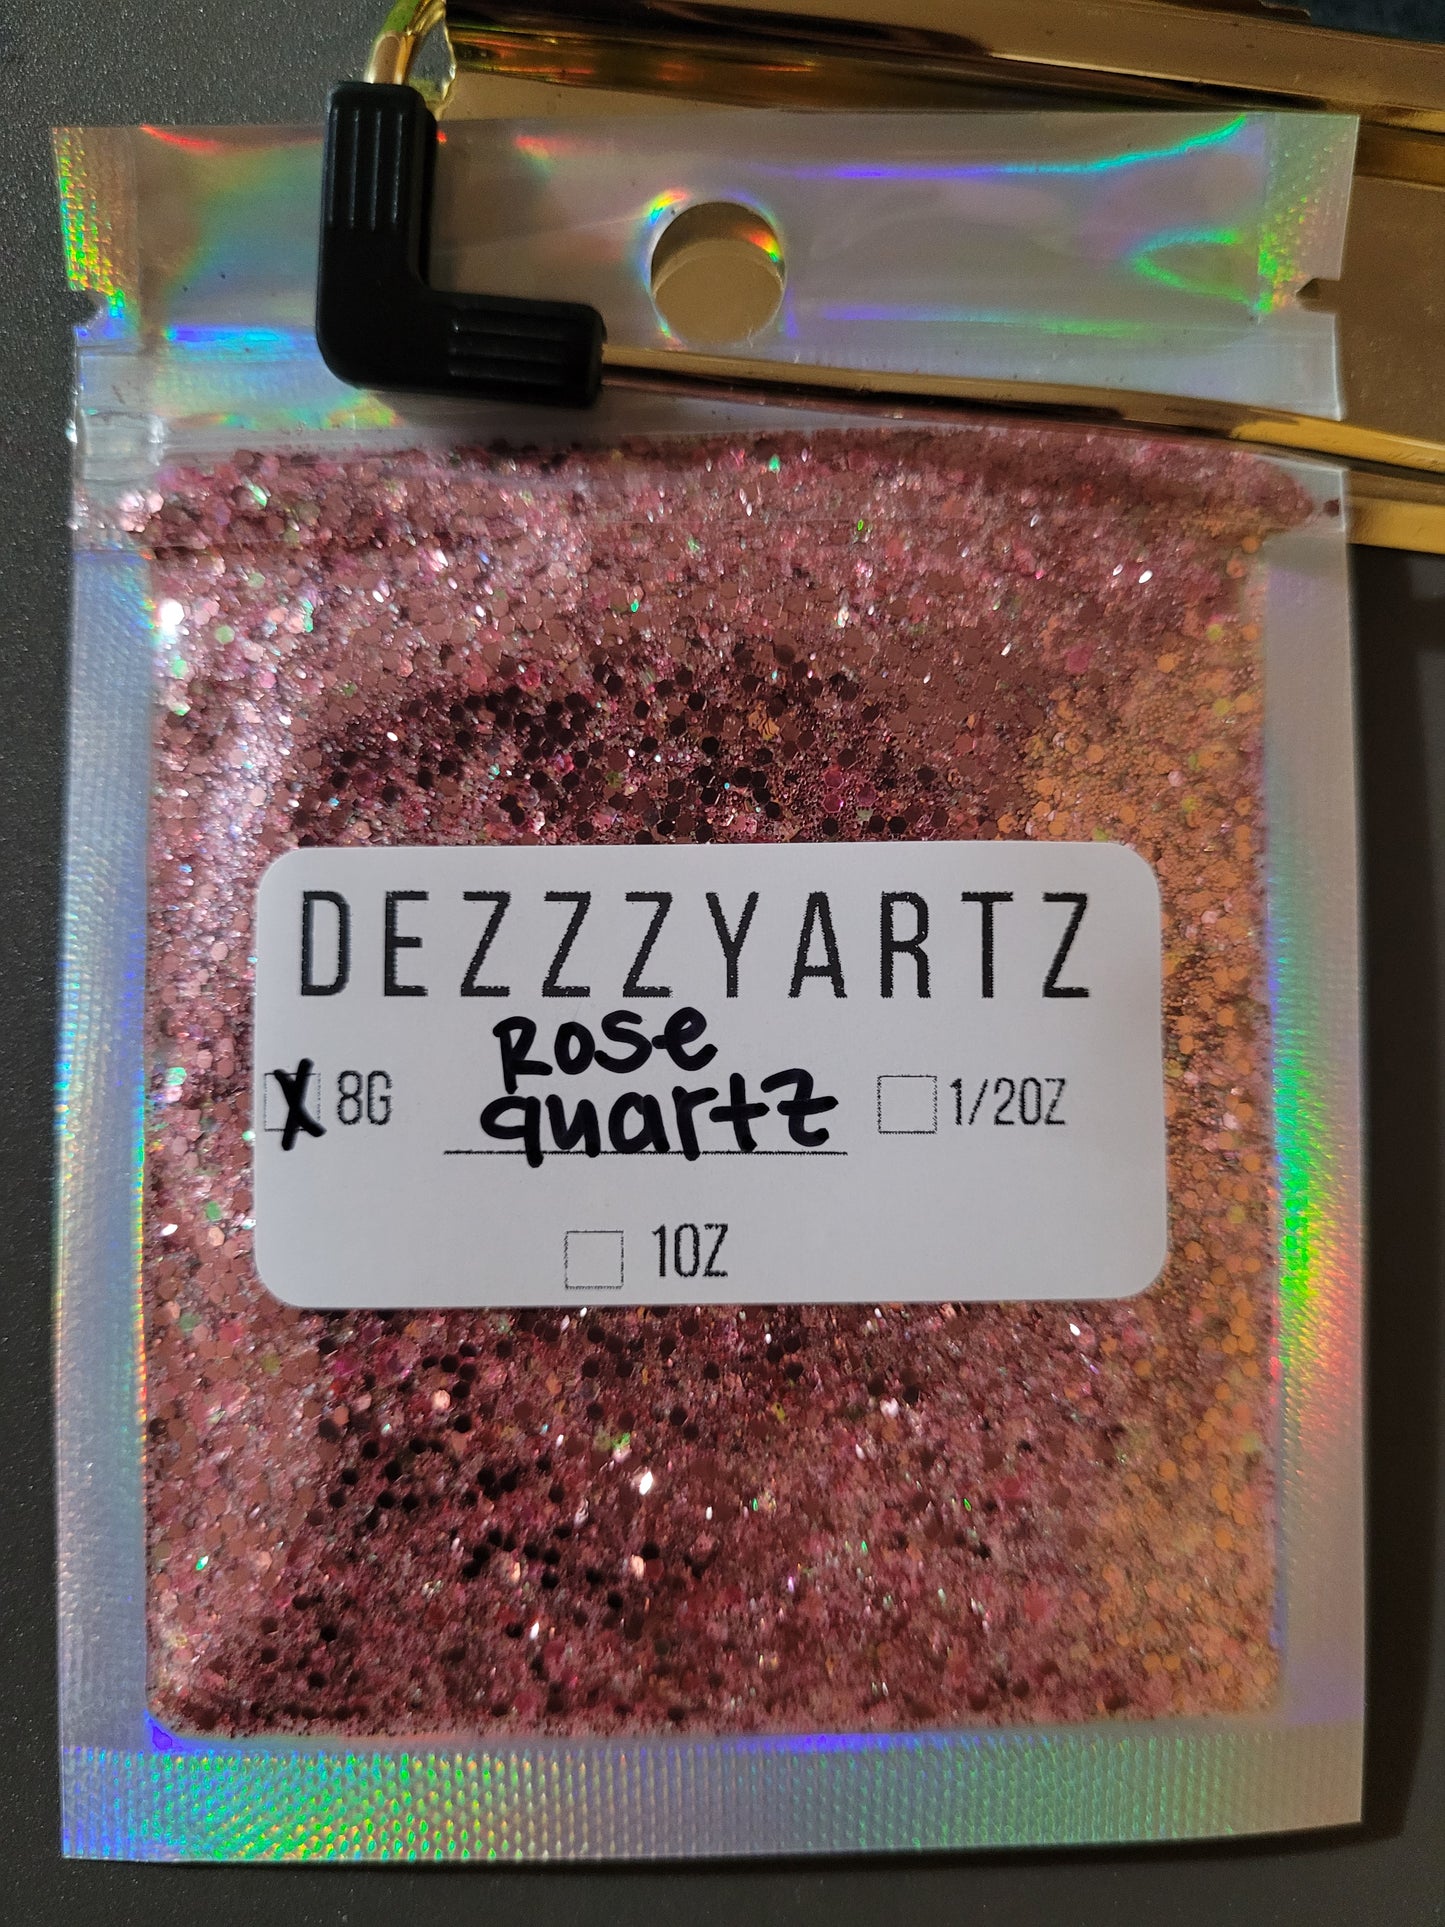 DEZZZYARTZ
Rose
X 8G quartz 1/2OZ
1OZ